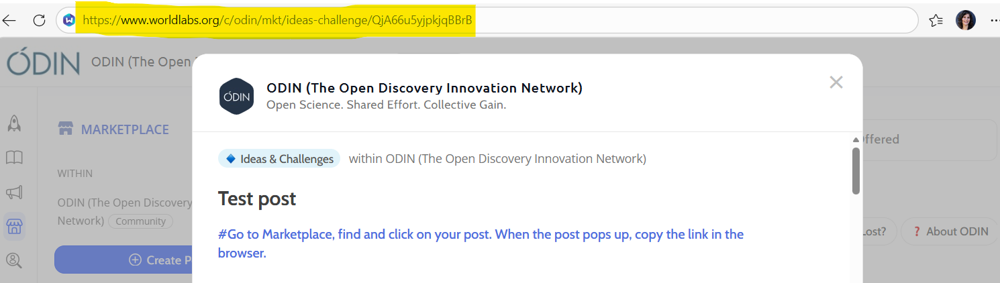 https://www.worldlabs.org/c/odin/mkt/ideas-challenge/QjA66u5yjpkjqBBrB
ÓDIN
ODIN (The Open
ÓDIN
ODIN (The Open Discovery Innovation Network)
Open Science. Shared Effort. Collective Gain.
MARKETPLACE
Ideas & Challenges within ODIN (The Open Discovery Innovation Network)
ffered
WITHIN
Test post
ODIN (The Open Discovery
Network) Community
#Go to Marketplace, find and click on your post. When the post pops up, copy the link in the
browser.
Lost?
? About ODIN
Create P